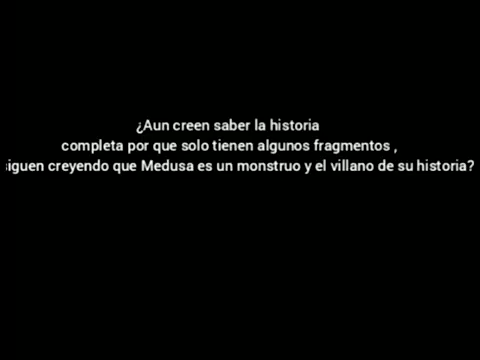 ¿Aun creen saber la historia
completa por que solo tienen algunos fragmentos ,
siguen creyendo que Medusa es un monstruo y el villano de su historia?